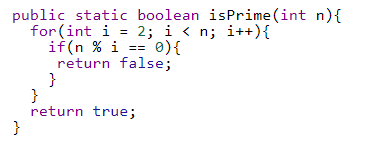 public static boolean isPrime(int n){
  for(int i = 2; i < n; i++){
    if(n % i == 0){
     return false;
    }
  }
  return true;
}